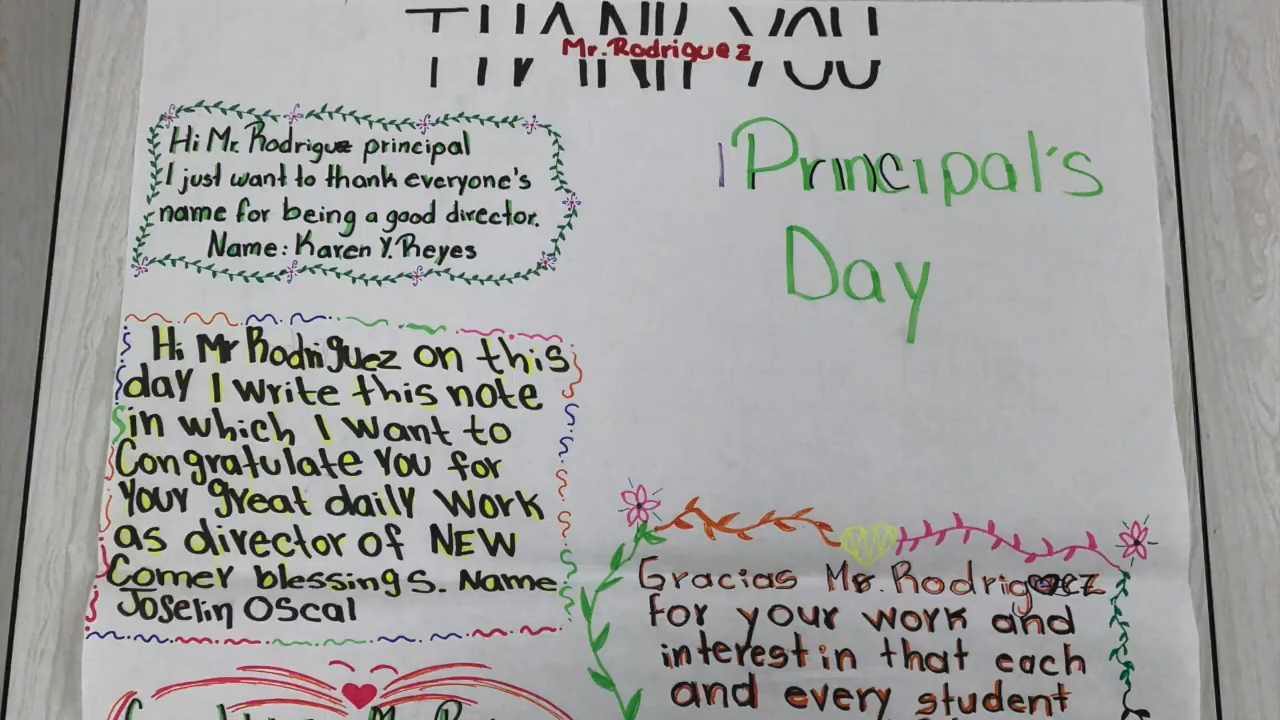 THANK YOU
Mr. Rodriguez
Hi Mr. Rodriguez principal
I just want to thank everyone's
name for being a good director.
Name: Karen Y. Reyes
Principal's
Day
Hi Mr Rodriguez on this
day I write this note
in which I want to
Congratulate you for
your great daily work
as director of NEW
Comer blessings. Name
Joselin Oscal
Gracias Mr. Rodriguez
for your work and
interest in that each
and every student